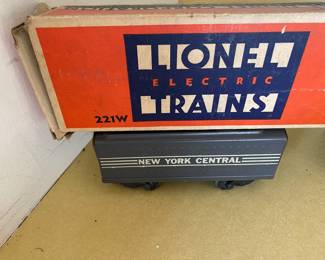 LIONEL
ELECTRIC
TRAINS
221W
NEW YORK CENTRAL